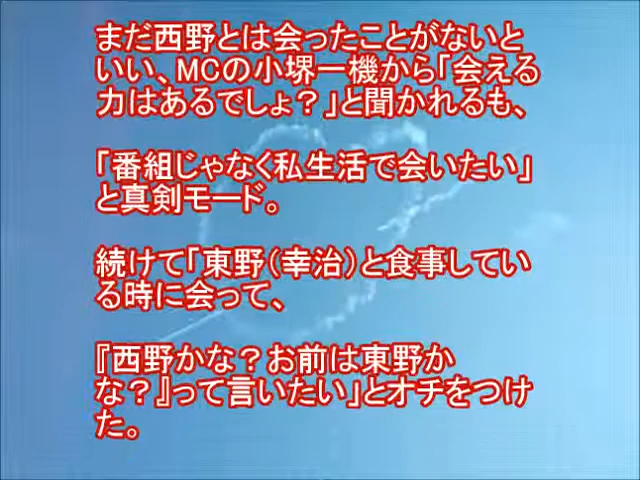 まだ西野とは会ったことがないと
いい、MCの小堺一機から「会える
力はあるでしょ？」と聞かれるも、
「番組じゃなく私生活で会いたい」
と真剣モード。
続けて「東野（幸治）と食事してい
る時に会って、
『西野かな？お前は東野か
な？』って言いたい」とオチをつけ
た。